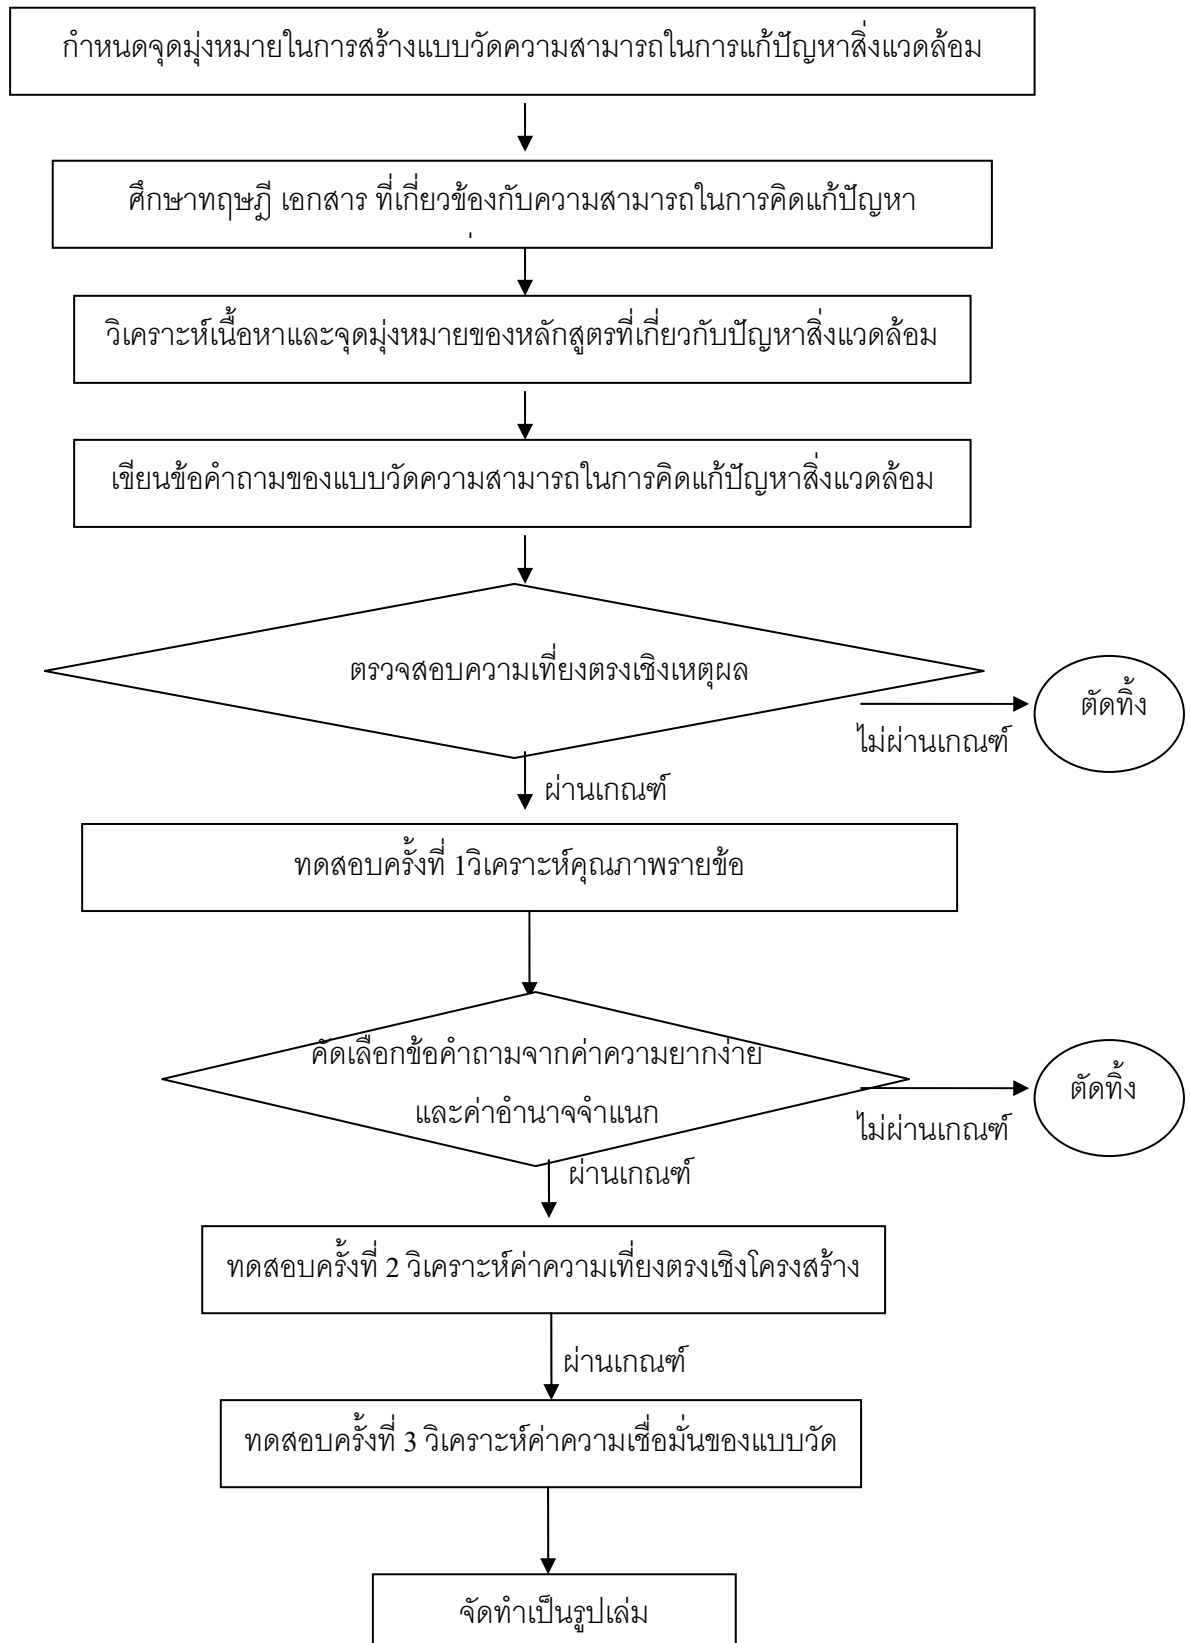 กำหนดจุดมุ่งหมายในการสร้างแบบวัดความสามารถในการแก้ปัญหาสิ่งแวดล้อม
ศึกษาทฤษฎี เอกสาร ที่เกี่ยวข้องกับความสามารถในการคิดแก้ปัญหา
วิเคราะห์เนื้อหาและจุดมุ่งหมายของหลักสูตรที่เกี่ยวกับปัญหาสิ่งแวดล้อม
เขียนข้อคำถามของแบบวัดความสามารถในการคิดแก้ปัญหาสิ่งแวดล้อม
ตรวจสอบความเที่ยงตรงเชิงเหตุผล
ตัดทิ้ง
ไม่ผ่านเกณฑ์
ผ่านเกณฑ์
ทดสอบครั้งที่ 1วิเคราะห์คุณภาพรายข้อ
คัดเลือกข้อคำถามจากค่าความยากง่าย
และค่าอำนาจจำแนก
ตัดทิ้ง
ไม่ผ่านเกณฑ์
ผ่านเกณฑ์
ทดสอบครั้งที่ 2 วิเคราะห์ค่าความเที่ยงตรงเชิงโครงสร้าง
ผ่านเกณฑ์
ทดสอบครั้งที่ 3 วิเคราะห์ค่าความเชื่อมั่นของแบบวัด
จัดทำเป็นรูปเล่ม